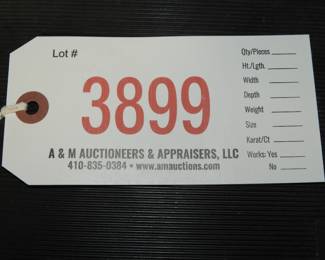 Lot #
3899
A & M AUCTIONEERS & APPRAISERS, LLC
410-835-0384 • www.amauctions.com
Qty/Pieces
Ht./Lgth.
Width
Depth
Weight
Size
Karat/Ct
Works: Yes
No